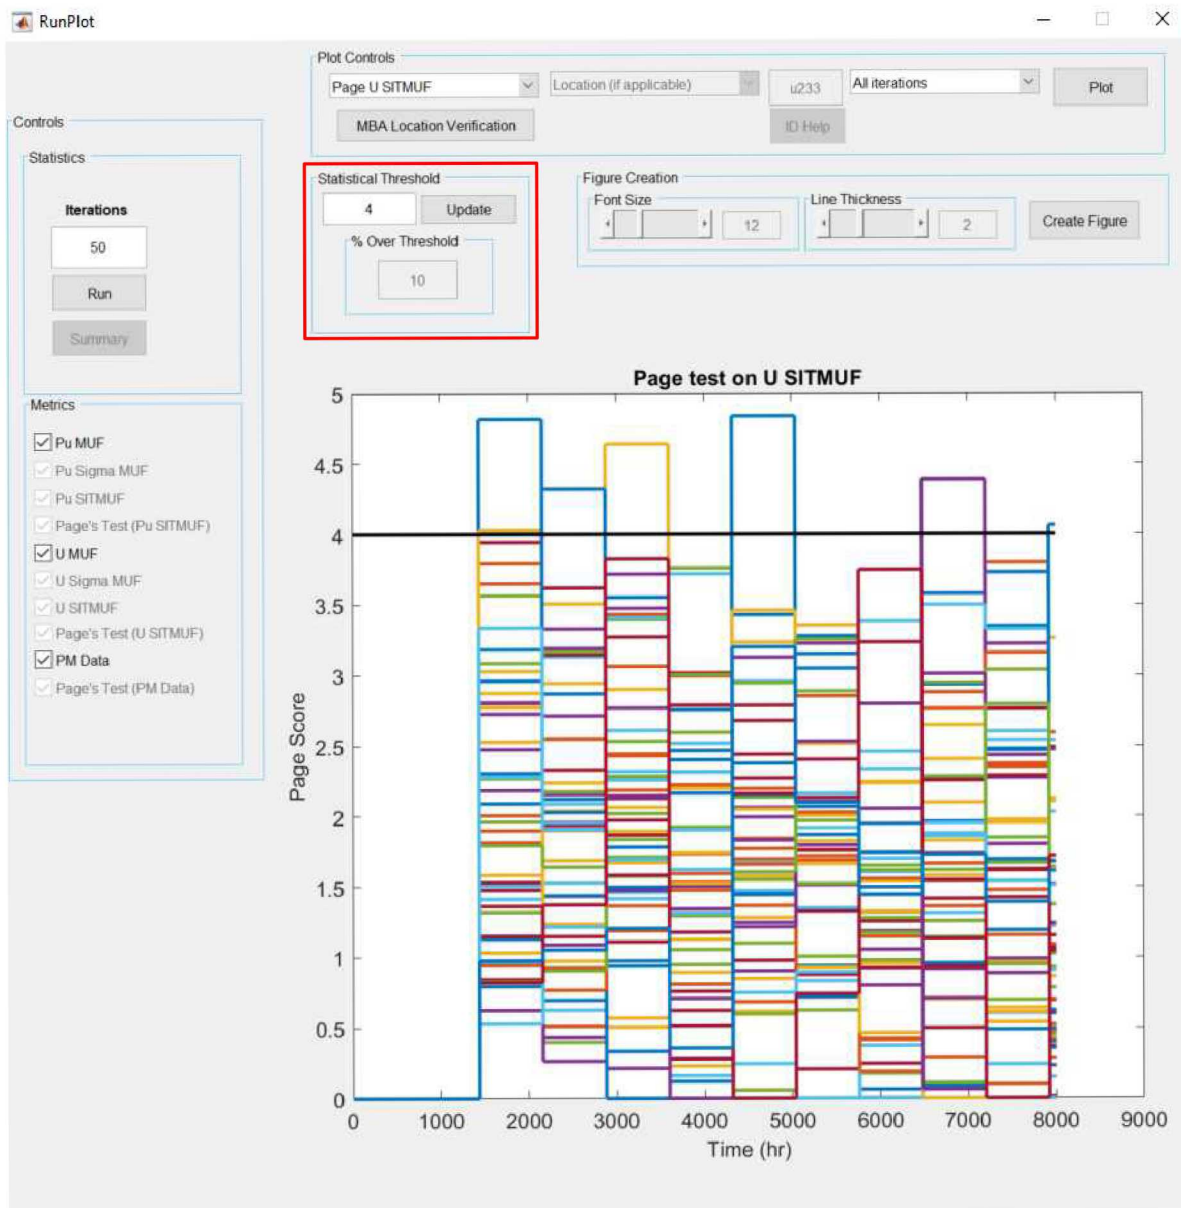 RunPlot
Plot Controls
Page U SITMUF
Location (if applicable)
u233
All iterations
Plot
MBA Location Verification
ID Help
Controls
Statistics
Iterations
50
Run
Summary
Statistical Threshold
4
Update
% Over Threshold
10
Figure Creation
Font Size
12
Line Thickness
2
Create Figure
Metrics
Pu MUF
Pu Sigma MUF
Pu SITMUF
Page's Test (Pu SITMUF)
U MUF
U Sigma MUF
U SITMUF
Page's Test (U SITMUF)
PM Data
Page's Test (PM Data)
Page test on U SITMUF
5
4.5
4
3.5
3
2.5
2
1.5
1
0.5
0
Page Score
0
1000
2000
3000
4000
5000
6000
7000
8000
9000
Time (hr)